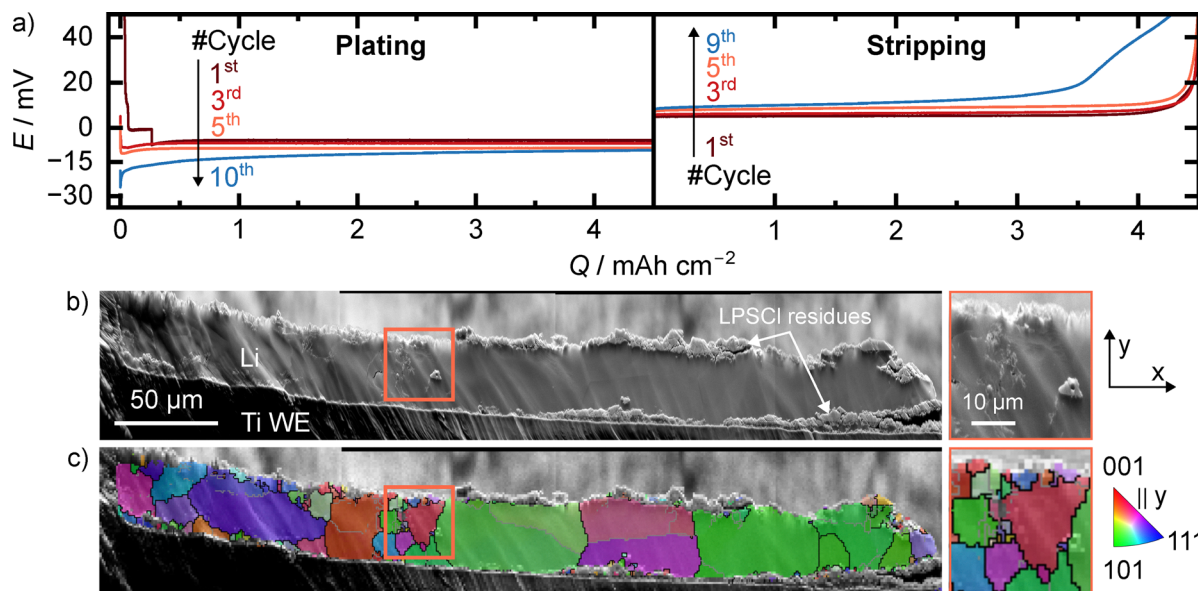 a)
E / mV
40
20
0
−15
−30
#Cycle
1st
3rd
5th
10th
Plating
Stripping
9th
5th
3rd
1st
#Cycle
0 1 2 3 4 1 2 3 4
Q / mAh cm−2
b)
Li
50 µm
Ti WE
LPSCl residues
10 µm
y
x
c)
001
|| y
111
101